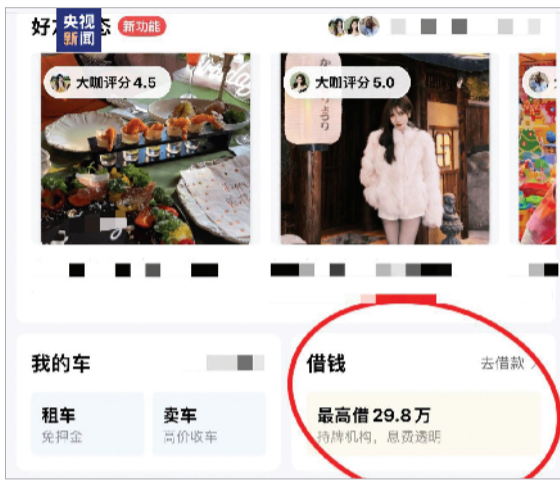 好
态
央视
新闻
新功能
大咖评分 4.5
大咖评分 5.0
我的车
借钱
去借款
租车
免押金
卖车
高价收车
最高借 29.8 万
持牌机构，息费透明